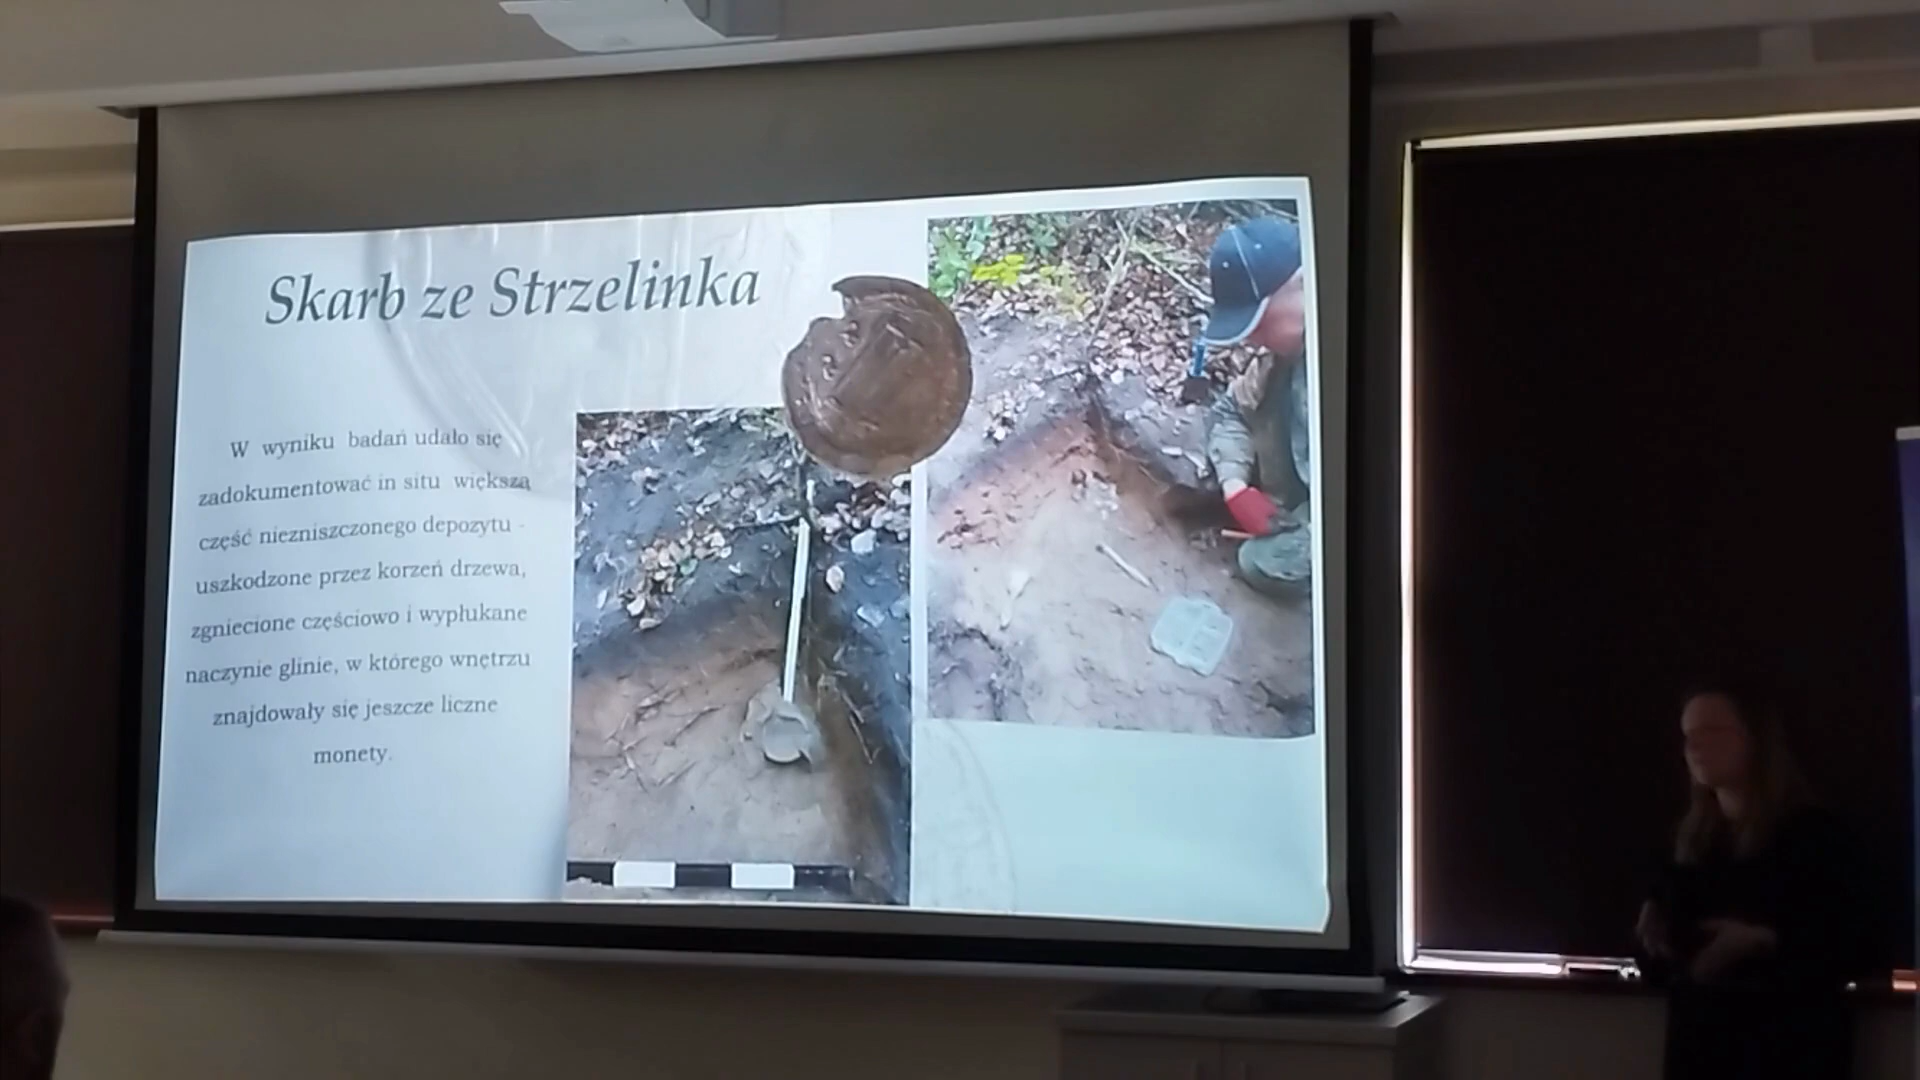 Skarb ze Strzelinka
W wyniku badań udało się
zadokumentować in situ większą
część niezniszczonego depozytu -
uszkodzone przez korzeń drzewa,
zgniecione częściowo i wypłukane
naczynie glinie, w którego wnętrzu
znajdowały się jeszcze liczne
monety.